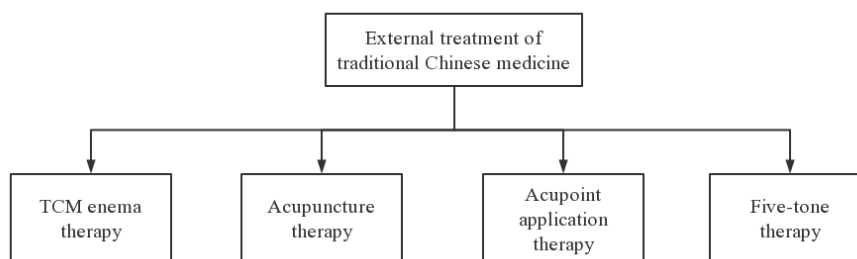 External treatment of
traditional Chinese medicine
TCM enema
therapy
Acupuncture
therapy
Acupoint
application
therapy
Five-tone
therapy